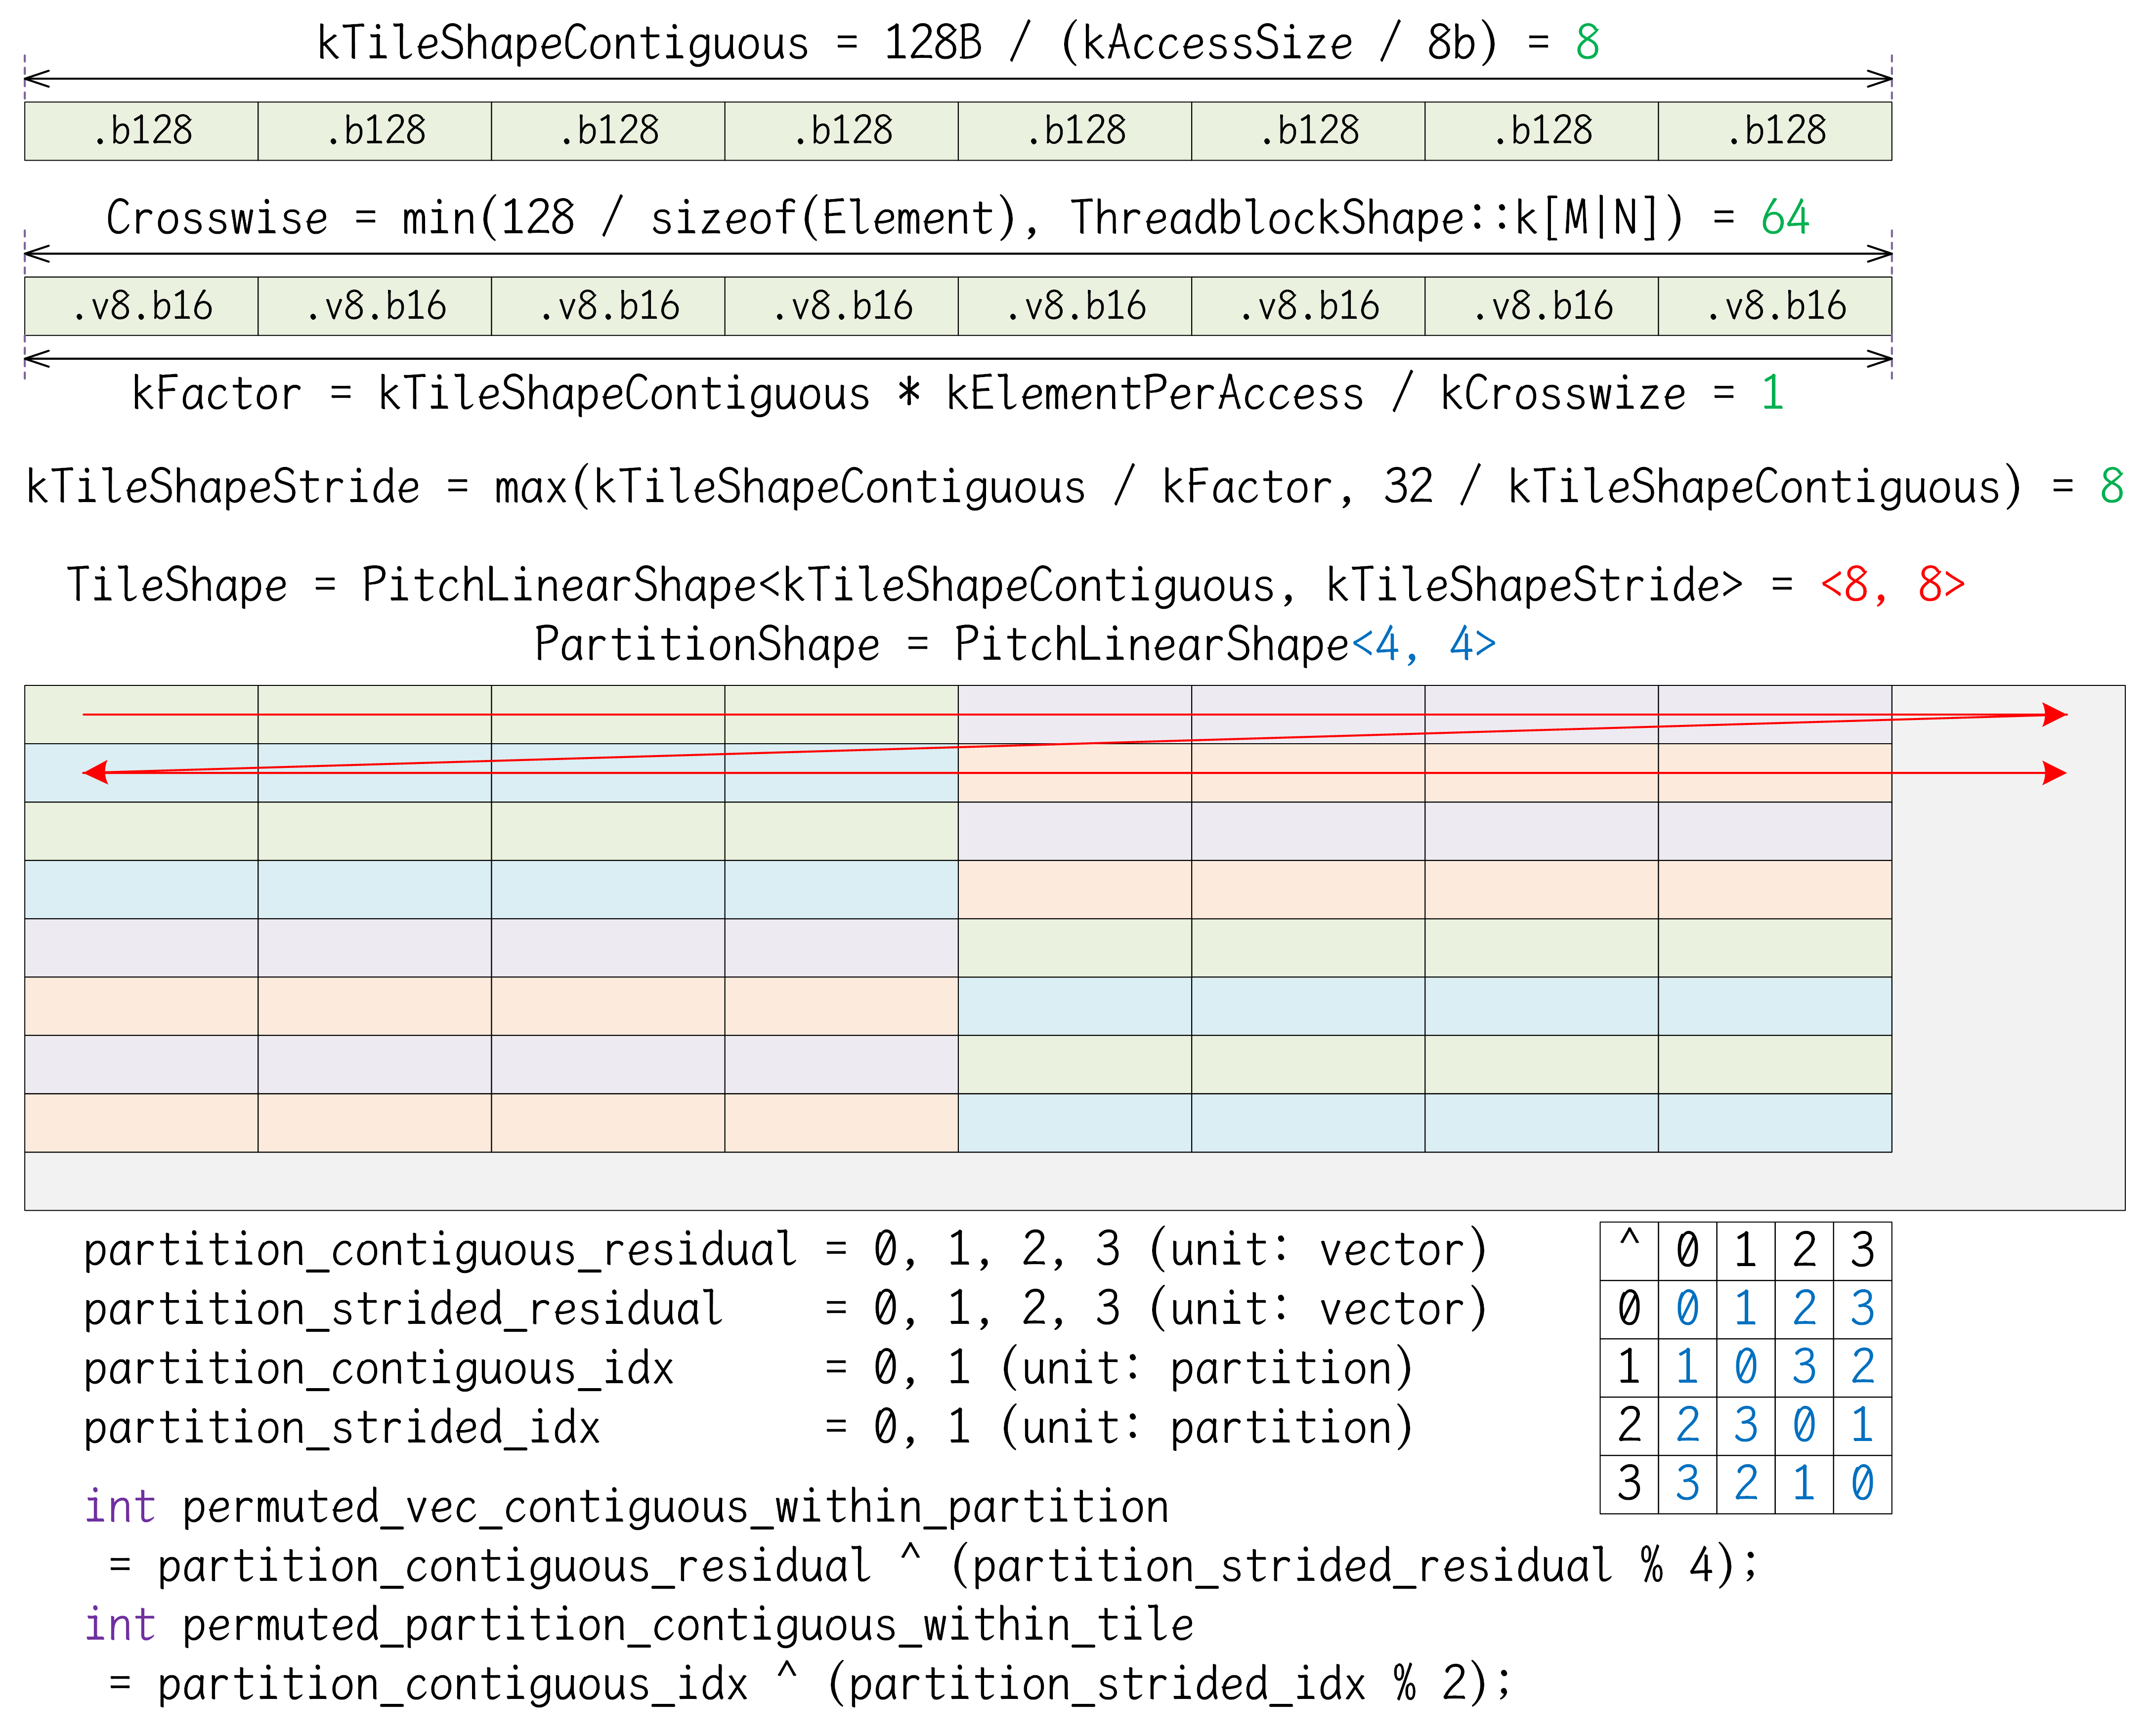 kTileShapeContiguous = 128B / (kAccessSize / 8b) = 8
.b128 .b128 .b128 .b128 .b128 .b128 .b128 .b128
Crosswise = min(128 / sizeof(Element), ThreadblockShape::k[M|N]) = 64
.v8.b16 .v8.b16 .v8.b16 .v8.b16 .v8.b16 .v8.b16 .v8.b16 .v8.b16
kFactor = kTileShapeContiguous * kElementPerAccess / kCrosswize = 1
kTileShapeStride = max(kTileShapeContiguous / kFactor, 32 / kTileShapeContiguous) = 8
TileShape = PitchLinearShape<kTileShapeContiguous, kTileShapeStride> = <8, 8>
PartitionShape = PitchLinearShape<4, 4>
partition_contiguous_residual = 0, 1, 2, 3 (unit: vector)
partition_strided_residual = 0, 1, 2, 3 (unit: vector)
partition_contiguous_idx = 0, 1 (unit: partition)
partition_strided_idx = 0, 1 (unit: partition)
^ 0 1 2 3
0 0 1 2 3
1 1 0 3 2
2 2 3 0 1
3 3 2 1 0
int permuted_vec_contiguous_within_partition
= partition_contiguous_residual ^ (partition_strided_residual % 4);
int permuted_partition_contiguous_within_tile
= partition_contiguous_idx ^ (partition_strided_idx % 2);